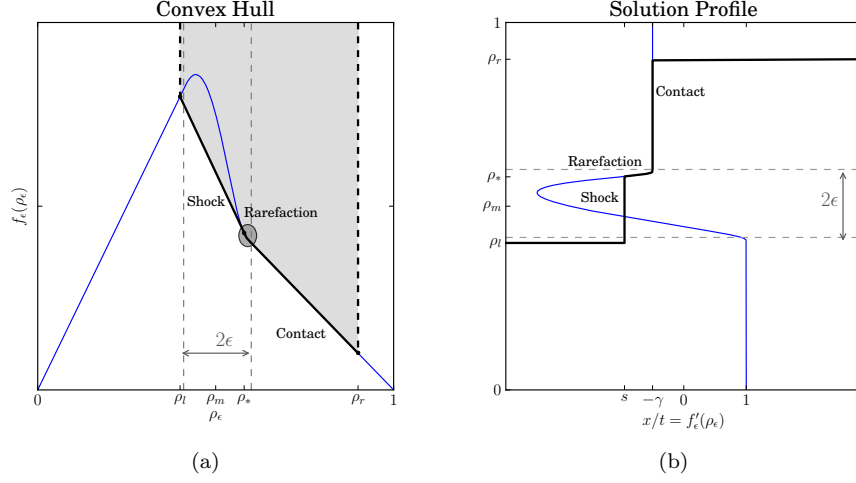 Convex Hull
f_ϵ(ρ_ϵ)
Shock
Rarefaction
Contact
2ϵ
0
ρ_l
ρ_m
ρ_*
ρ_r
1
ρ_ϵ
(a)
Solution Profile
1
ρ_r
ρ_*
ρ_m
ρ_l
0
Contact
Rarefaction
Shock
2ϵ
s
−γ
0
1
x/t = f′_ϵ(ρ_ϵ)
(b)